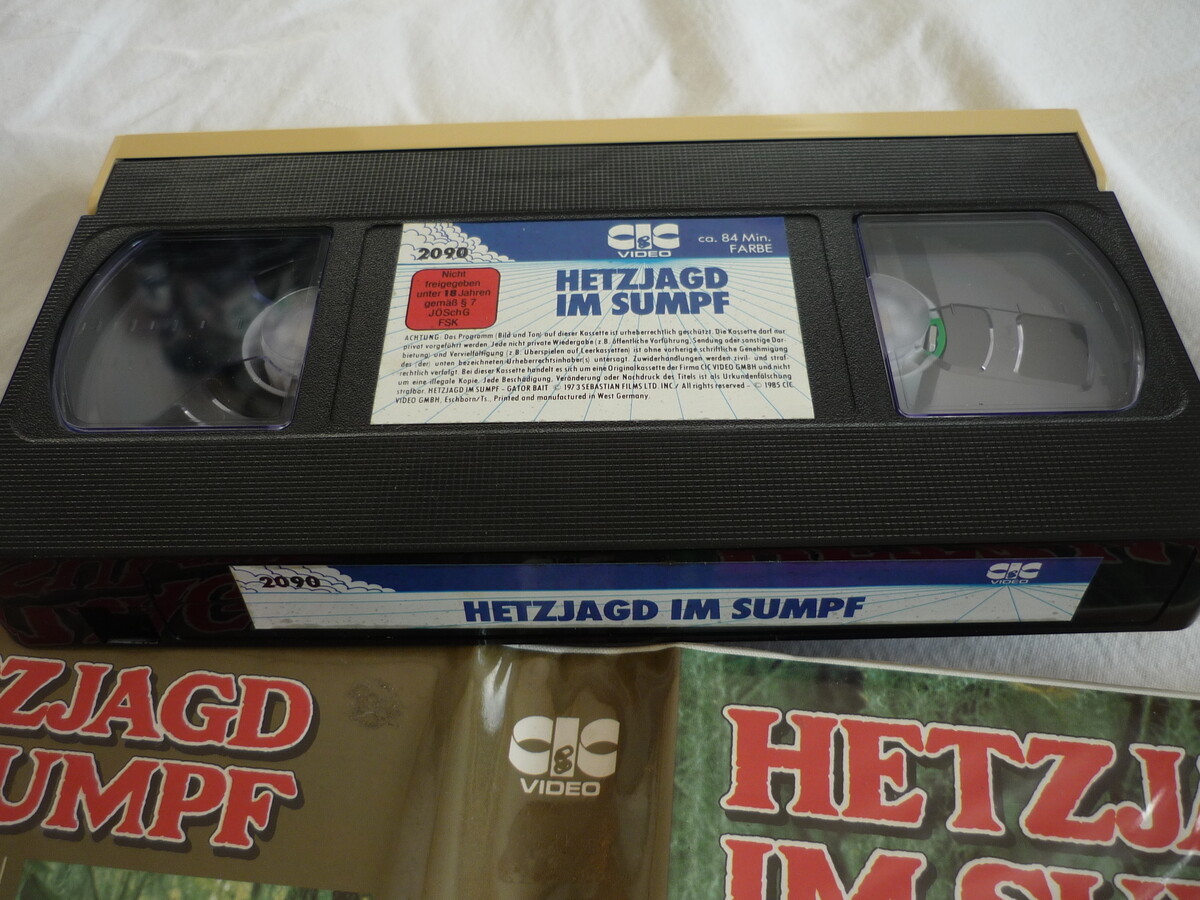 2090
CIC
VIDEO
ca. 84 Min.
FARBE
Nicht
freigegeben
unter 18 Jahren
gemäß § 7
JÖSchG
FSK
HETZJAGD
IM SUMPF
ACHTUNG: Das Programm (Bild und Ton) auf dieser Kassette ist urheberrechtlich geschützt. Die Kassette darf nur
privat vorgeführt werden. Jede nicht private Wiedergabe (z.B. öffentliche Vorführung, Sendung oder sonstige Dar-
bietung) und Vervielfältigung (z.B. Überspielen auf Leerkassetten) ist ohne vorherige schriftliche Genehmigung
des (der) unten bezeichneten Urheberrechtsinhaber(s) untersagt. Zuwiderhandlungen werden zivil- und straf-
rechtlich verfolgt. Bei dieser Kassette handelt es sich um eine Originalkassette der Firma CIC VIDEO GMBH und nicht
um eine illegale Kopie. Jede Beschädigung, Veränderung oder Nachdruck des Titels ist als Urkundenfälschung
strafbar. HETZJAGD IM SUMPF - GATOR BAIT © 1973 SEBASTIAN FILMS LTD. INC./ All rights reserved - © 1985 CIC
VIDEO GMBH, Eschborn/Ts., Printed and manufactured in West Germany.
2090
HETZJAGD IM SUMPF
CIC
VIDEO
ZJAGD
UMPF
CIC
VIDEO
HETZJA
IM SUM